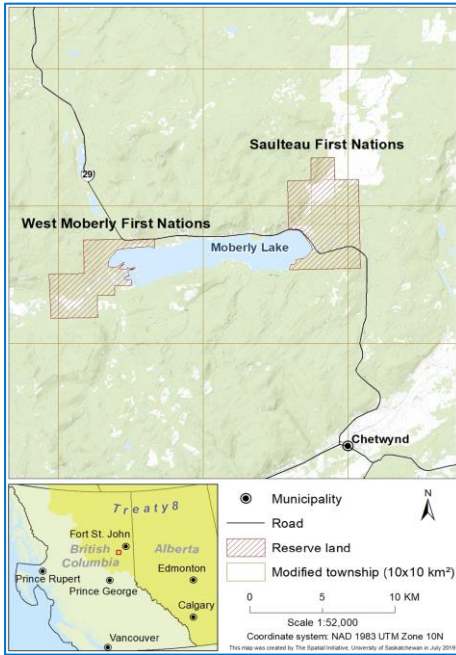 Saulteau First Nations
29
West Moberly First Nations
Moberly Lake
Chetwynd
Treaty 8
Fort St. John
British
Columbia
Alberta
Prince Rupert
Prince George
Edmonton
Calgary
Vancouver
Municipality
N
Road
Reserve land
Modified township (10x10 km²)
0 5 10 KM
Scale 1:52,000
Coordinate system: NAD 1983 UTM Zone 10N
This map was created by The Spatial Initiative, University of Saskatchewan in July 2019